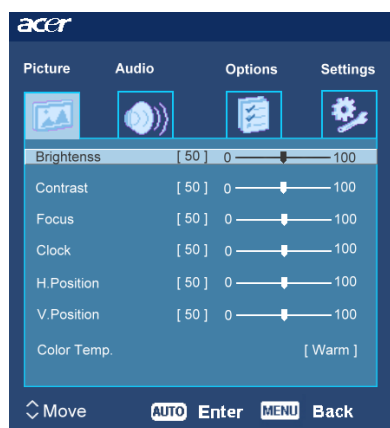 acer
Picture Audio Options Settings
Brightenss [ 50 ] 0 100
Contrast [ 50 ] 0 100
Focus [ 50 ] 0 100
Clock [ 50 ] 0 100
H.Position [ 50 ] 0 100
V.Position [ 50 ] 0 100
Color Temp. [ Warm ]
Move AUTO Enter MENU Back